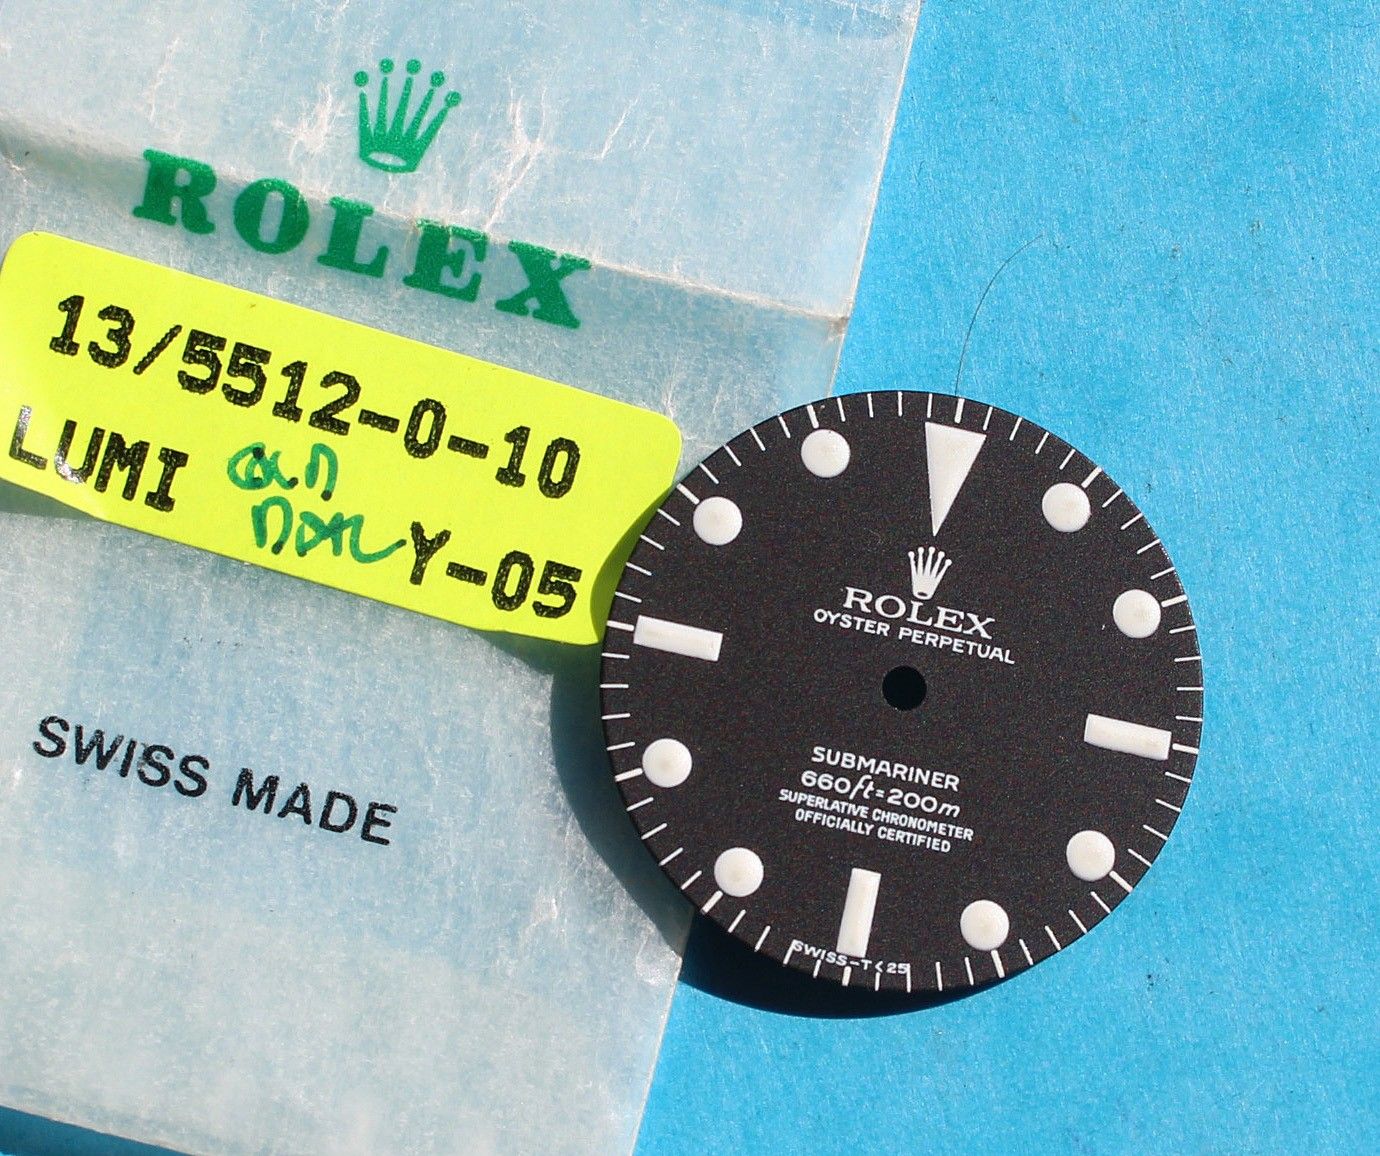 ROLEX
13/5512-0-10
LUMI
Y-05
SWISS MADE
ROLEX
OYSTER PERPETUAL
SUBMARINER
660ft=200m
SUPERLATIVE CHRONOMETER
OFFICIALLY CERTIFIED
SWISS-T<25